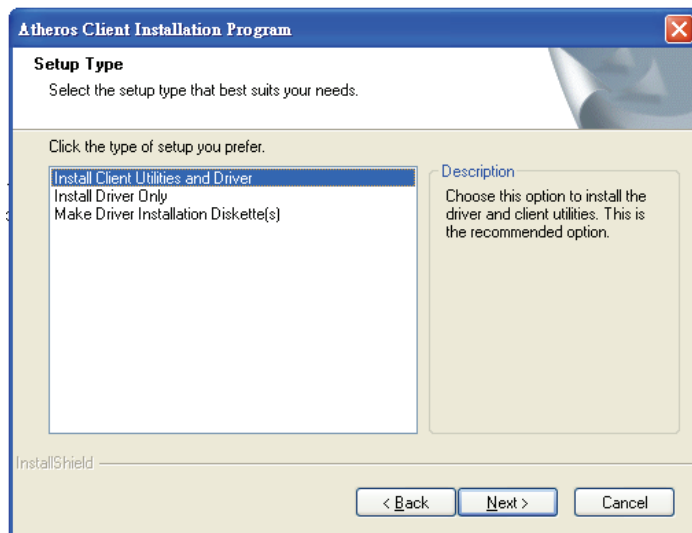 Atheros Client Installation Program
Setup Type
Select the setup type that best suits your needs.
Click the type of setup you prefer.
Install Client Utilities and Driver
Install Driver Only
Make Driver Installation Diskette(s)
Description
Choose this option to install the
driver and client utilities. This is
the recommended option.
InstallShield
< Back
Next >
Cancel